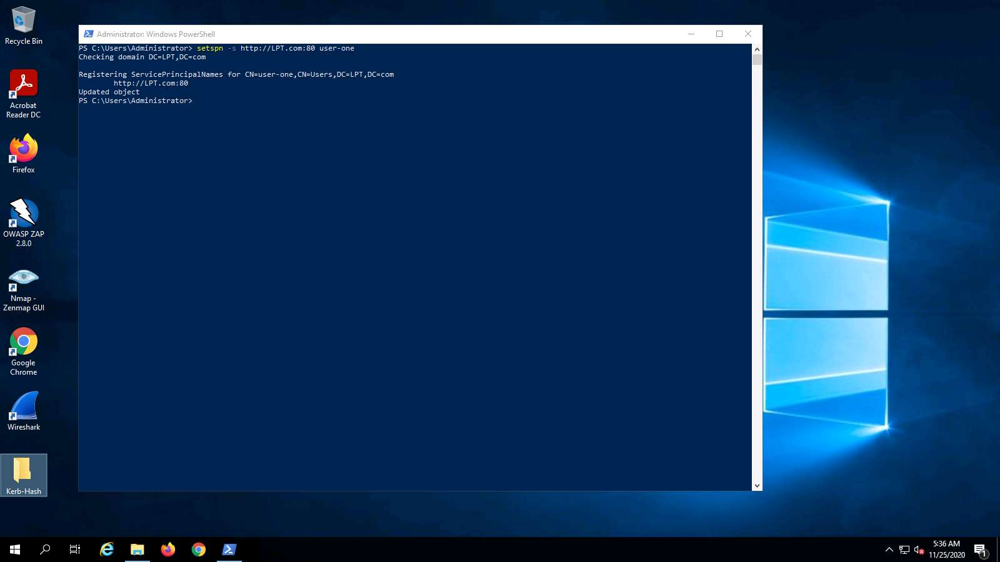 Recycle Bin
Acrobat
Reader DC
Firefox
OWASP ZAP
2.8.0
Nmap -
Zenmap GUI
Google
Chrome
Wireshark
Kerb-Hash
Administrator: Windows PowerShell
PS C:\Users\Administrator> setspn -s http://LPT.com:80 user-one
Checking domain DC=LPT,DC=com
Registering ServicePrincipalNames for CN=user-one,CN=Users,DC=LPT,DC=com
http://LPT.com:80
Updated object
PS C:\Users\Administrator>
5:36 AM
11/25/2020
1